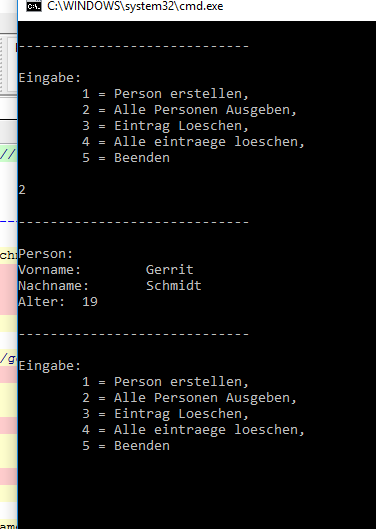 C:\WINDOWS\system32\cmd.exe
-----------------------------
Eingabe:
1 = Person erstellen,
2 = Alle Personen Ausgeben,
3 = Eintrag Loeschen,
4 = Alle eintraege loeschen,
5 = Beenden
//
2
-----------------------------
Person:
Vorname: Gerrit
Nachname: Schmidt
Alter: 19
-----------------------------
Eingabe:
1 = Person erstellen,
2 = Alle Personen Ausgeben,
3 = Eintrag Loeschen,
4 = Alle eintraege loeschen,
5 = Beenden